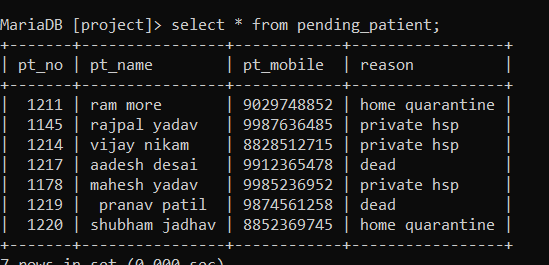 MariaDB [project]> select * from pending_patient;
+-------+----------------+------------+-----------------+
| pt_no | pt_name        | pt_mobile  | reason          |
+-------+----------------+------------+-----------------+
|  1211 | ram more       | 9029748852 | home quarantine |
|  1145 | rajpal yadav   | 9987636485 | private hsp     |
|  1214 | vijay nikam    | 8828512715 | private hsp     |
|  1217 | aadesh desai   | 9912365478 | dead            |
|  1178 | mahesh yadav   | 9985236952 | private hsp     |
|  1219 |  pranav patil  | 9874561258 | dead            |
|  1220 | shubham jadhav | 8852369745 | home quarantine |
+-------+----------------+------------+-----------------+
7 rows in set (0.000 sec)